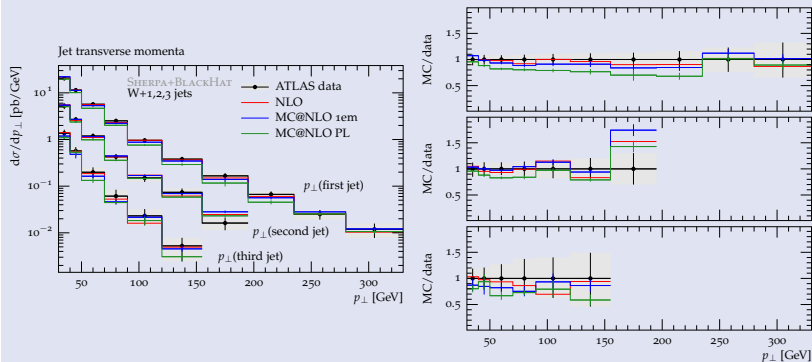 Jet transverse momenta
SHERPA+BLACKHAT
W+1,2,3 jets
ATLAS data
NLO
MC@NLO 1em
MC@NLO PL
p⊥(first jet)
p⊥(second jet)
p⊥(third jet)
10¹
1
10⁻¹
10⁻²
dσ/dp⊥ [pb/GeV]
50 100 150 200 250 300
p⊥ [GeV]
MC/data
1.5
1
0.5
MC/data
1.5
1
0.5
MC/data
1.5
1
0.5
50 100 150 200 250 300
p⊥ [GeV]